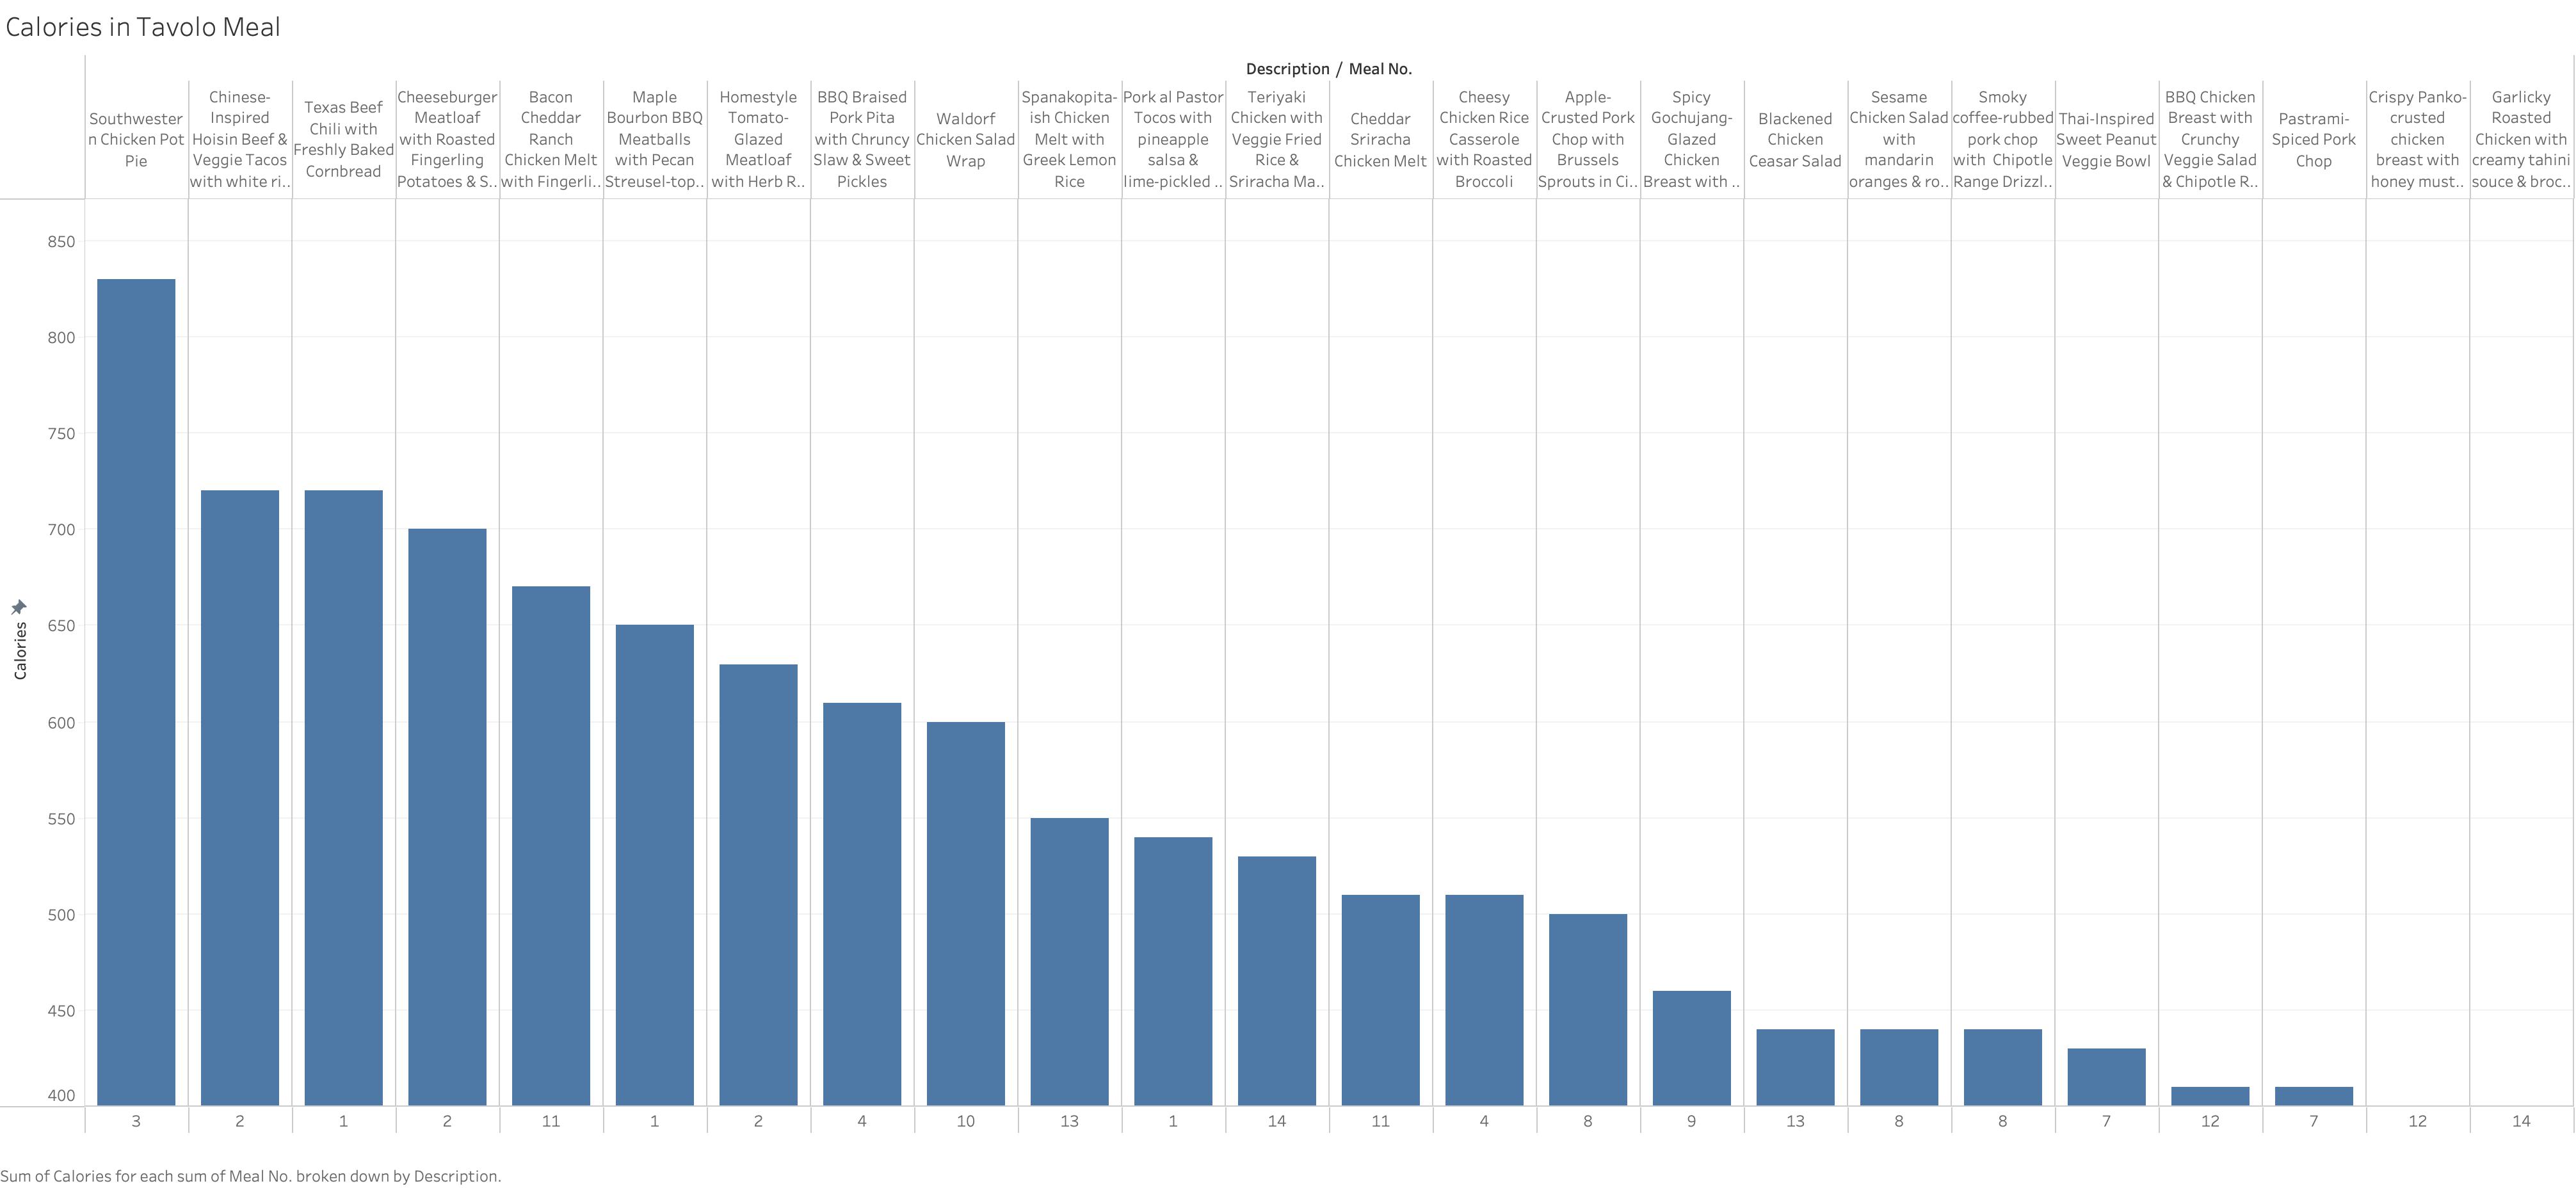 Calories in Tavolo Meal
Description / Meal No.
Southwester
n Chicken Pot
Pie
Chinese-
Inspired
Hoisin Beef &
Veggie Tacos
with white ri..
Texas Beef
Chili with
Freshly Baked
Cornbread
Cheeseburger
Meatloaf
with Roasted
Fingerling
Potatoes & S..
Bacon
Cheddar
Ranch
Chicken Melt
with Fingerli..
Maple
Bourbon BBQ
Meatballs
with Pecan
Streusel-top..
Homestyle
Tomato-
Glazed
Meatloaf
with Herb R..
BBQ Braised
Pork Pita
with Chruncy
Slaw & Sweet
Pickles
Waldorf
Chicken Salad
Wrap
Spanakopita-
ish Chicken
Melt with
Greek Lemon
Rice
Pork al Pastor
Tocos with
pineapple
salsa &
lime-pickled ..
Teriyaki
Chicken with
Veggie Fried
Rice &
Sriracha Ma..
Cheddar
Sriracha
Chicken Melt
Cheesy
Chicken Rice
Casserole
with Roasted
Broccoli
Apple-
Crusted Pork
Chop with
Brussels
Sprouts in Ci..
Spicy
Gochujang-
Glazed
Chicken
Breast with ..
Blackened
Chicken
Ceasar Salad
Sesame
Chicken Salad
with
mandarin
oranges & ro..
Smoky
coffee-rubbed
pork chop
with Chipotle
Range Drizzl..
Thai-Inspired
Sweet Peanut
Veggie Bowl
BBQ Chicken
Breast with
Crunchy
Veggie Salad
& Chipotle R..
Pastrami-
Spiced Pork
Chop
Crispy Panko-
crusted
chicken
breast with
honey must..
Garlicky
Roasted
Chicken with
creamy tahini
souce & broc..
850
800
750
700
650
600
550
500
450
400
Calories
3 2 1 2 11 1 2 4 10 13 1 14 11 4 8 9 13 8 8 7 12 7 12 14
Sum of Calories for each sum of Meal No. broken down by Description.